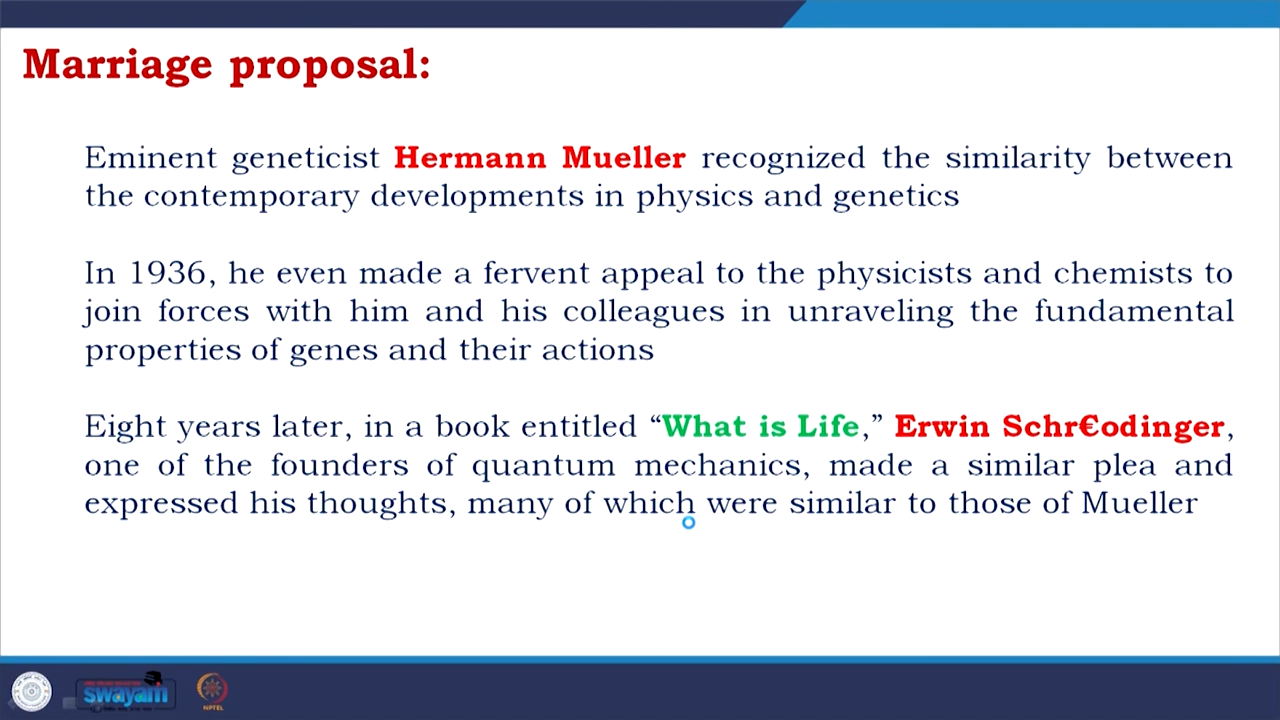 Marriage proposal:
Eminent geneticist Hermann Mueller recognized the similarity between
the contemporary developments in physics and genetics
In 1936, he even made a fervent appeal to the physicists and chemists to
join forces with him and his colleagues in unraveling the fundamental
properties of genes and their actions
Eight years later, in a book entitled “What is Life,” Erwin Schr€odinger,
one of the founders of quantum mechanics, made a similar plea and
expressed his thoughts, many of which were similar to those of Mueller
swayam
NPTEL